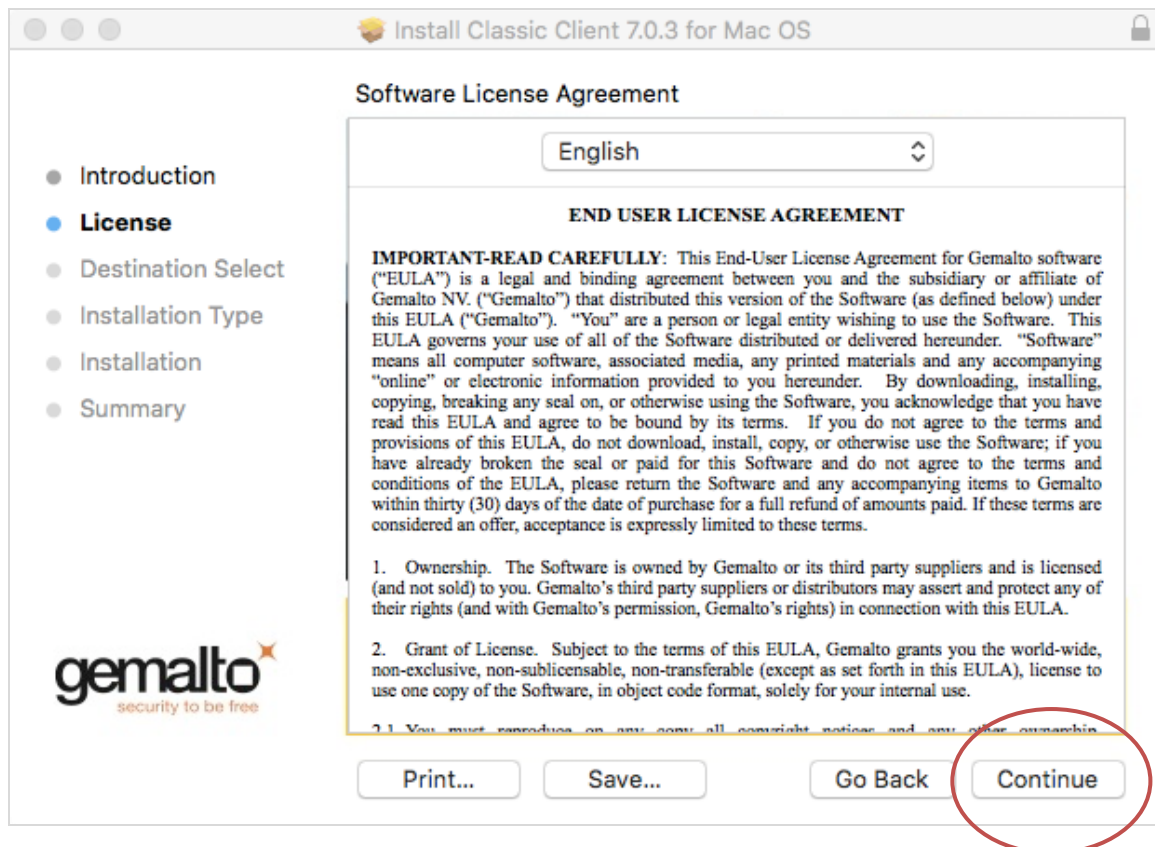 Install Classic Client 7.0.3 for Mac OS
Software License Agreement
English
Introduction
License
Destination Select
Installation Type
Installation
Summary
END USER LICENSE AGREEMENT
IMPORTANT-READ CAREFULLY: This End-User License Agreement for Gemalto software
(“EULA”) is a legal and binding agreement between you and the subsidiary or affiliate of
Gemalto NV. (“Gemalto”) that distributed this version of the Software (as defined below) under
this EULA (“Gemalto”). “You” are a person or legal entity wishing to use the Software. This
EULA governs your use of all of the Software distributed or delivered hereunder. “Software”
means all computer software, associated media, any printed materials and any accompanying
“online” or electronic information provided to you hereunder. By downloading, installing,
copying, breaking any seal on, or otherwise using the Software, you acknowledge that you have
read this EULA and agree to be bound by its terms. If you do not agree to the terms and
provisions of this EULA, do not download, install, copy, or otherwise use the Software; if you
have already broken the seal or paid for this Software and do not agree to the terms and
conditions of the EULA, please return the Software and any accompanying items to Gemalto
within thirty (30) days of the date of purchase for a full refund of amounts paid. If these terms are
considered an offer, acceptance is expressly limited to these terms.
1. Ownership. The Software is owned by Gemalto or its third party suppliers and is licensed
(and not sold) to you. Gemalto’s third party suppliers or distributors may assert and protect any of
their rights (and with Gemalto’s permission, Gemalto’s rights) in connection with this EULA.
2. Grant of License. Subject to the terms of this EULA, Gemalto grants you the world-wide,
non-exclusive, non-sublicensable, non-transferable (except as set forth in this EULA), license to
use one copy of the Software, in object code format, solely for your internal use.
2.1 You must reproduce on any copy all copyright notices and any other ownership
gemalto
security to be free
Print...
Save...
Go Back
Continue